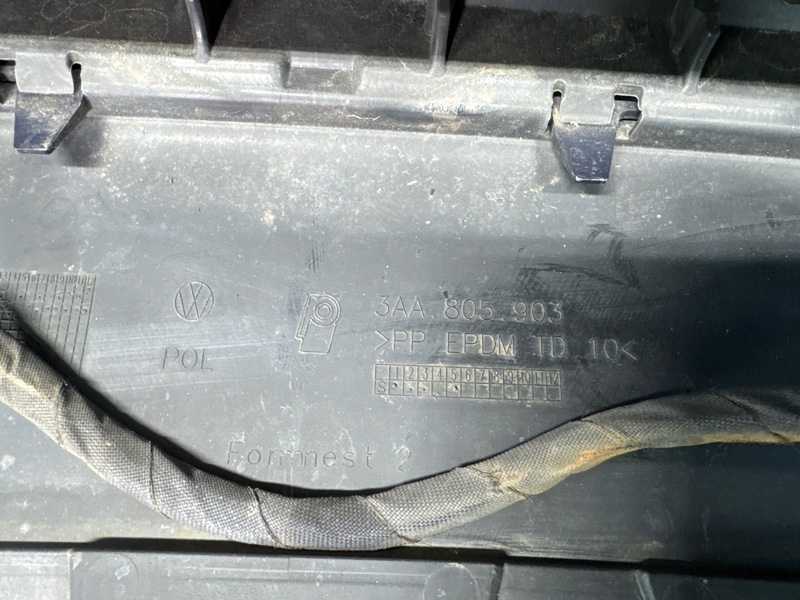 VW
POL
3AA 805 903
>PP EPDM TD 10<
1 2 3 4 5 6 7 8 9 10 11 12
S
Formnest 2